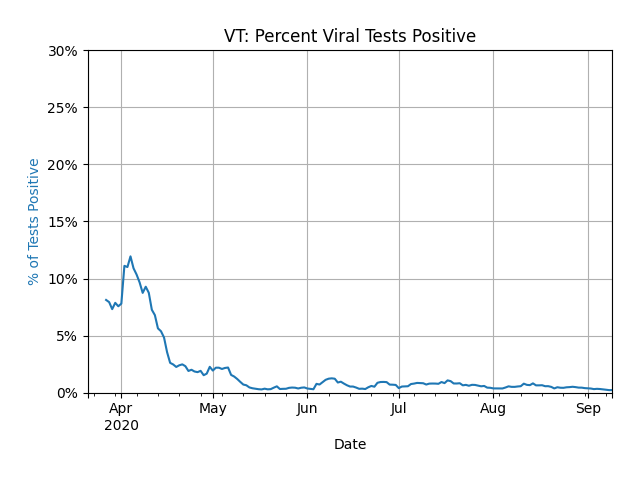 VT: Percent Viral Tests Positive
30%
25%
20%
15%
10%
5%
0%
% of Tests Positive
Apr May Jun Jul Aug Sep
2020
Date